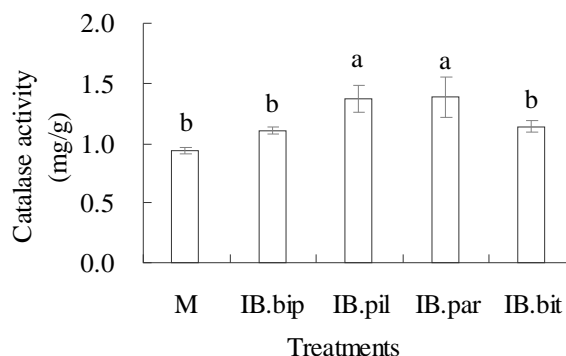 2.0
1.5
1.0
0.5
0.0
Catalase activity
(mg/g)
b b a a b
M IB.bip IB.pil IB.par IB.bit
Treatments